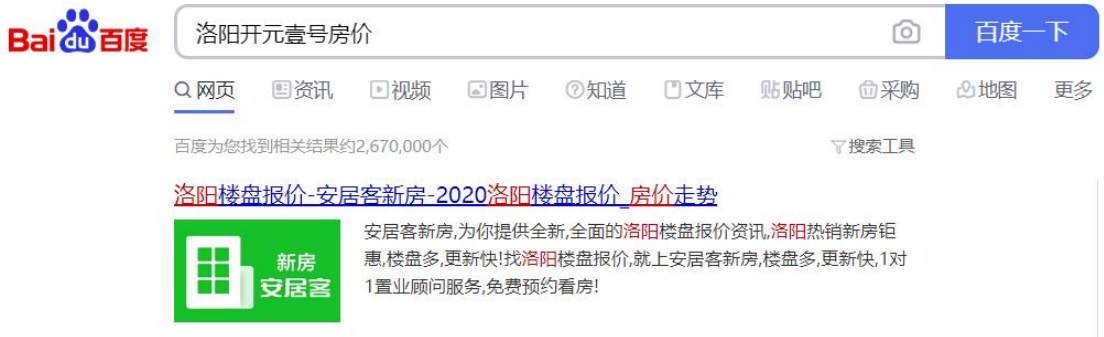 Bai du 百度
洛阳开元壹号房价
百度一下
网页 资讯 视频 图片 知道 文库 贴贴吧 采购 地图 更多
百度为您找到相关结果约2,670,000个
搜索工具
洛阳楼盘报价-安居客新房-2020洛阳楼盘报价_房价走势
新房
安居客
安居客新房,为你提供全新,全面的洛阳楼盘报价资讯,洛阳热销新房钜
惠,楼盘多,更新快!找洛阳楼盘报价,就上安居客新房,楼盘多,更新快,1对
1置业顾问服务,免费预约看房!